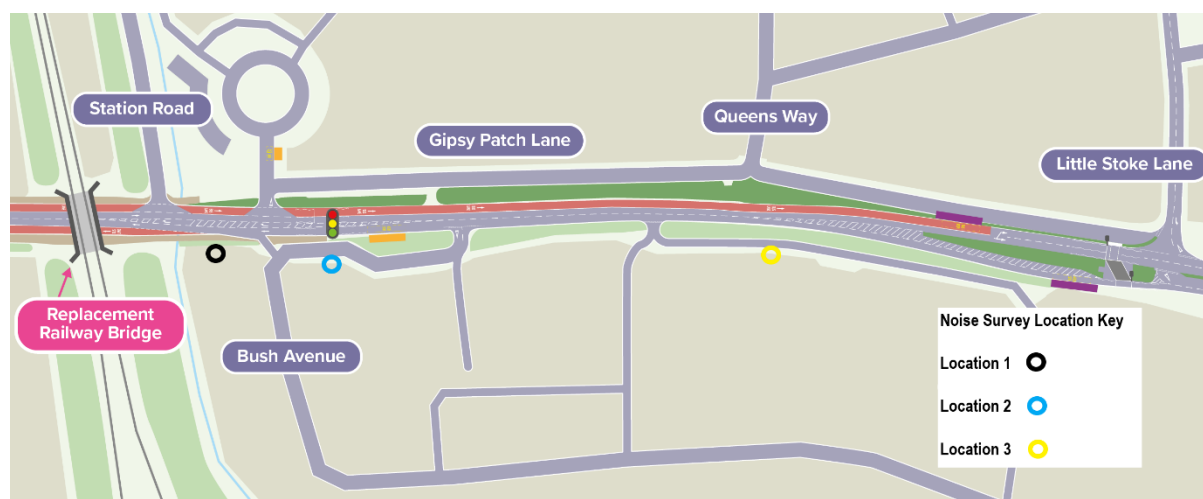 Station Road
Gipsy Patch Lane
Queens Way
Little Stoke Lane
Replacement
Railway Bridge
Bush Avenue
Noise Survey Location Key
Location 1
Location 2
Location 3